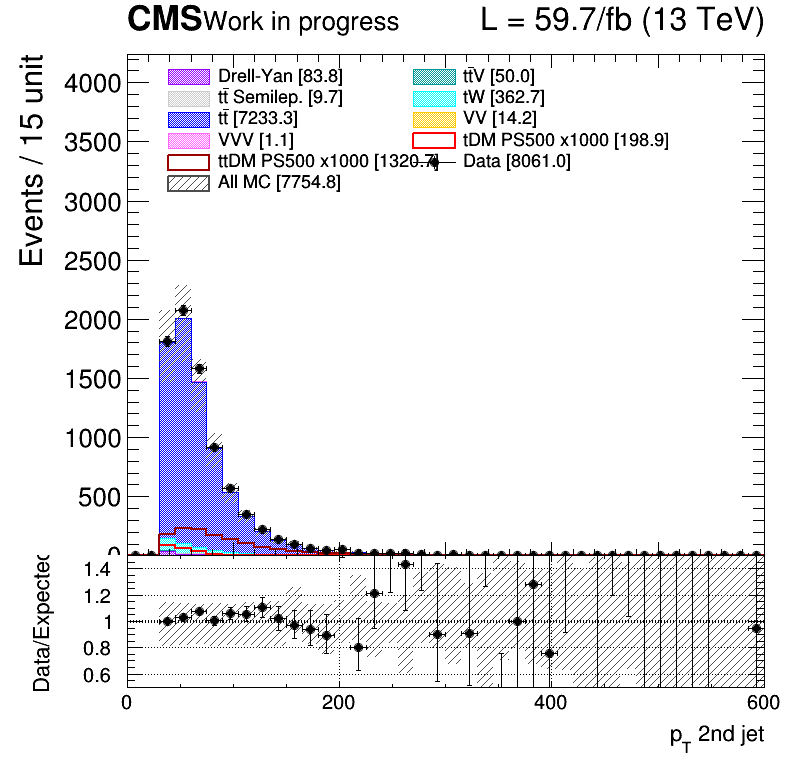 CMS Work in progress L = 59.7/fb (13 TeV)
Events / 15 unit
4000
3500
3000
2500
2000
1500
1000
500
0
Drell-Yan [83.8]
tt̄V [50.0]
tt̄ Semilep. [9.7]
tW [362.7]
tt̄ [7233.3]
VV [14.2]
VVV [1.1]
tDM PS500 x1000 [198.9]
ttDM PS500 x1000 [1320.7]
Data [8061.0]
All MC [7754.8]
Data/Expected
1.4
1.2
1
0.8
0.6
0 200 400 600
pT 2nd jet